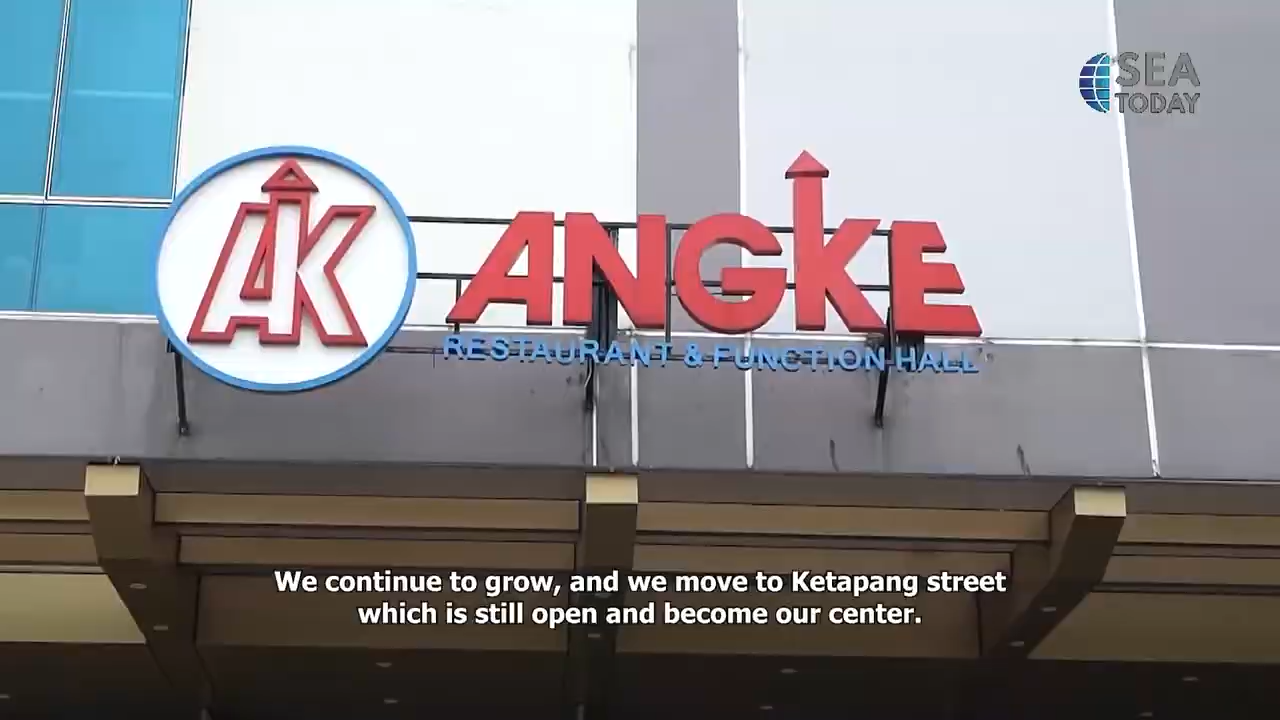 SEA
TODAY
AK
ANGKE
RESTAURANT & FUNCTION HALL
We continue to grow, and we move to Ketapang street
which is still open and become our center.